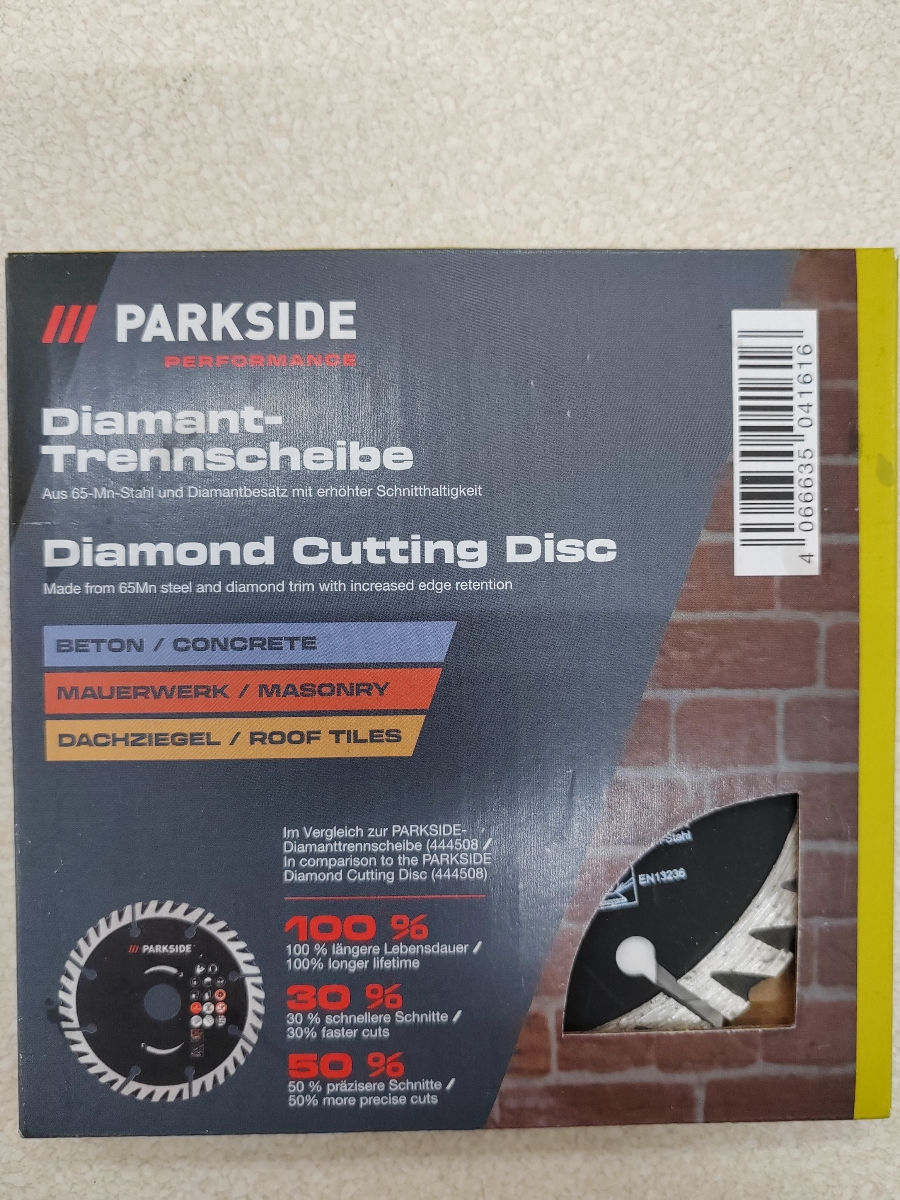 PARKSIDE
PERFORMANCE
Diamant-
Trennscheibe
Aus 65-Mn-Stahl und Diamantbesatz mit erhöhter Schnitthaltigkeit
Diamond Cutting Disc
Made from 65Mn steel and diamond trim with increased edge retention
BETON / CONCRETE
MAUERWERK / MASONRY
DACHZIEGEL / ROOF TILES
Im Vergleich zur PARKSIDE-
Diamanttrennscheibe (444508 /
In comparison to the PARKSIDE
Diamond Cutting Disc (444508)
100 %
100 % längere Lebensdauer /
100% longer lifetime
30 %
30 % schnellere Schnitte /
30% faster cuts
50 %
50 % präzisere Schnitte /
50% more precise cuts
PARKSIDE
4 066635 041616
-Stahl
EN13236